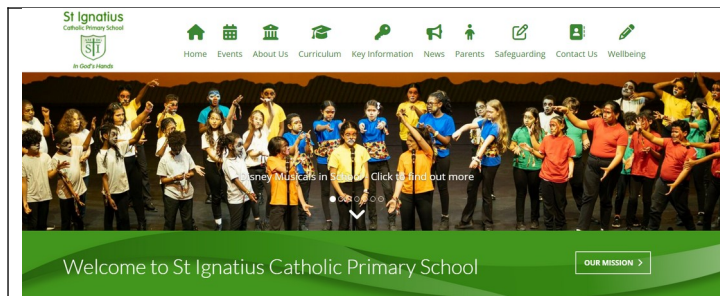 St Ignatius
Catholic Primary School
In God's Hands
Home Events About Us Curriculum Key Information News Parents Safeguarding Contact Us Wellbeing
Disney Musicals in School! Click to find out more
Welcome to St Ignatius Catholic Primary School
OUR MISSION >